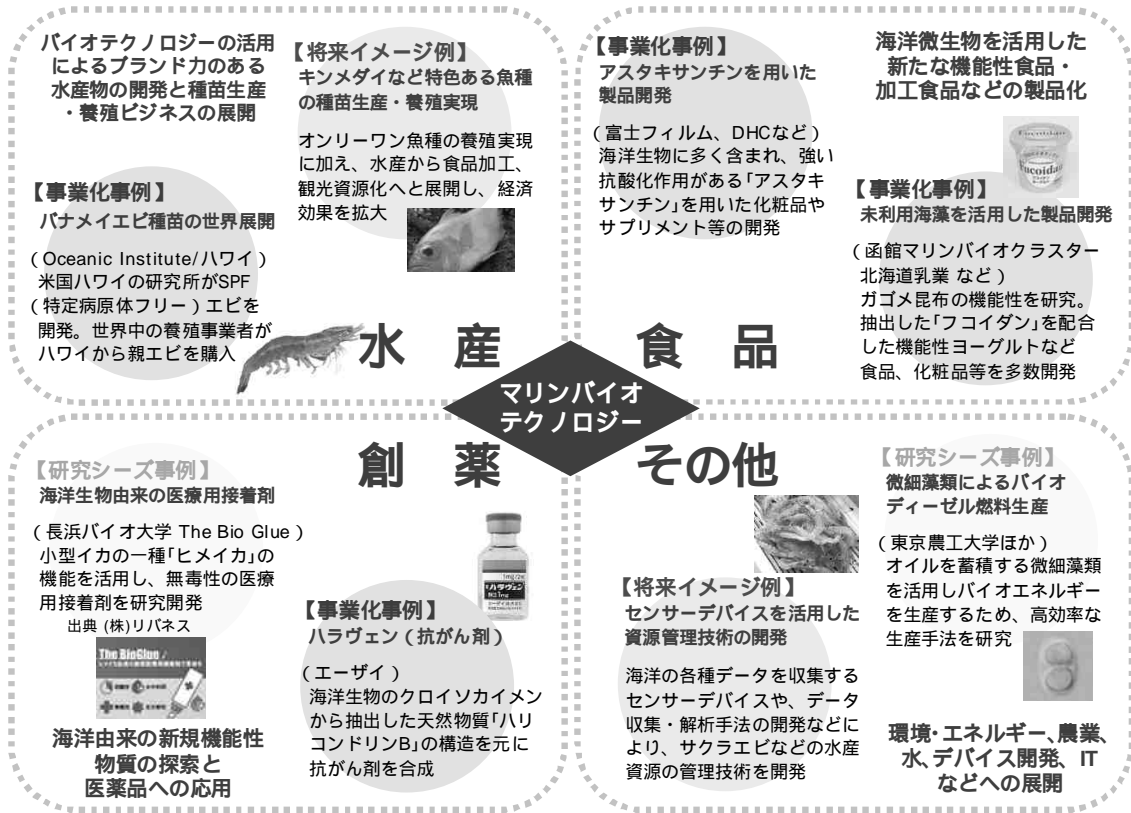 バイオテクノロジーの活用
によるブランド力のある
水産物の開発と種苗生産
・養殖ビジネスの展開
【将来イメージ例】
キンメダイなど特色ある魚種
の種苗生産・養殖実現
オンリーワン魚種の養殖実現
に加え、水産から食品加工、
観光資源化へと展開し、経済
効果を拡大
【事業化事例】
バナメイエビ種苗の世界展開
(Oceanic Institute/ハワイ)
米国ハワイの研究所がSPF
(特定病原体フリー)エビを
開発。世界中の養殖事業者が
ハワイから親エビを購入
水 産
【事業化事例】
アスタキサンチンを用いた
製品開発
(富士フィルム、DHCなど)
海洋生物に多く含まれ、強い
抗酸化作用がある「アスタキ
サンチン」を用いた化粧品や
サプリメント等の開発
海洋微生物を活用した
新たな機能性食品・
加工食品などの製品化
Fucoidan
【事業化事例】
未利用海藻を活用した製品開発
(函館マリンバイオクラスター
北海道乳業 など)
ガゴメ昆布の機能性を研究。
抽出した「フコイダン」を配合
した機能性ヨーグルトなど
食品、化粧品等を多数開発
食 品
マリンバイオ
テクノロジー
創 薬
【研究シーズ事例】
海洋生物由来の医療用接着剤
(長浜バイオ大学 The Bio Glue)
小型イカの一種「ヒメイカ」の
機能を活用し、無毒性の医療
用接着剤を研究開発
出典 (株)リバネス
The BioGlue
海洋由来の新規機能性
物質の探索と
医薬品への応用
ハラヴェン
【事業化事例】
ハラヴェン(抗がん剤)
(エーザイ)
海洋生物のクロイソカイメン
から抽出した天然物質「ハリ
コンドリンB」の構造を元に
抗がん剤を合成
その他
【将来イメージ例】
センサーデバイスを活用した
資源管理技術の開発
海洋の各種データを収集する
センサーデバイスや、データ
収集・解析手法の開発などに
より、サクラエビなどの水産
資源の管理技術を開発
【研究シーズ事例】
微細藻類によるバイオ
ディーゼル燃料生産
(東京農工大学ほか)
オイルを蓄積する微細藻類
を活用しバイオエネルギー
を生産するため、高効率な
生産手法を研究
環境・エネルギー、農業、
水、デバイス開発、IT
などへの展開